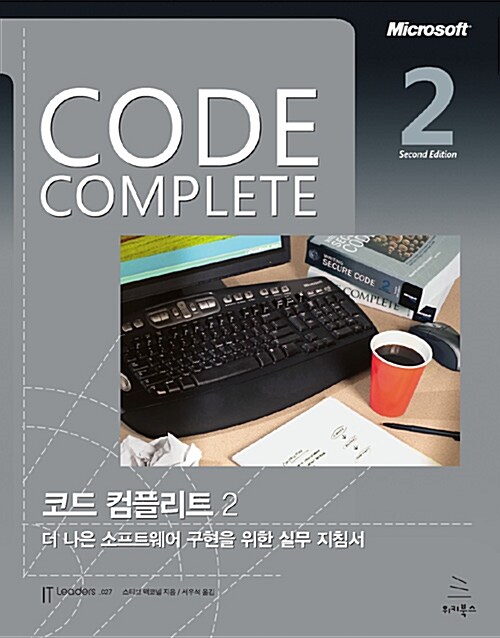 Microsoft
2
Second Edition
CODE
COMPLETE
WRITING
SECURE CODE 2
COMPLETE
코드 컴플리트 2
더 나은 소프트웨어 구현을 위한 실무 지침서
IT Leaders 027
스티브 맥코넬 지음 / 서우석 옮김
위키북스